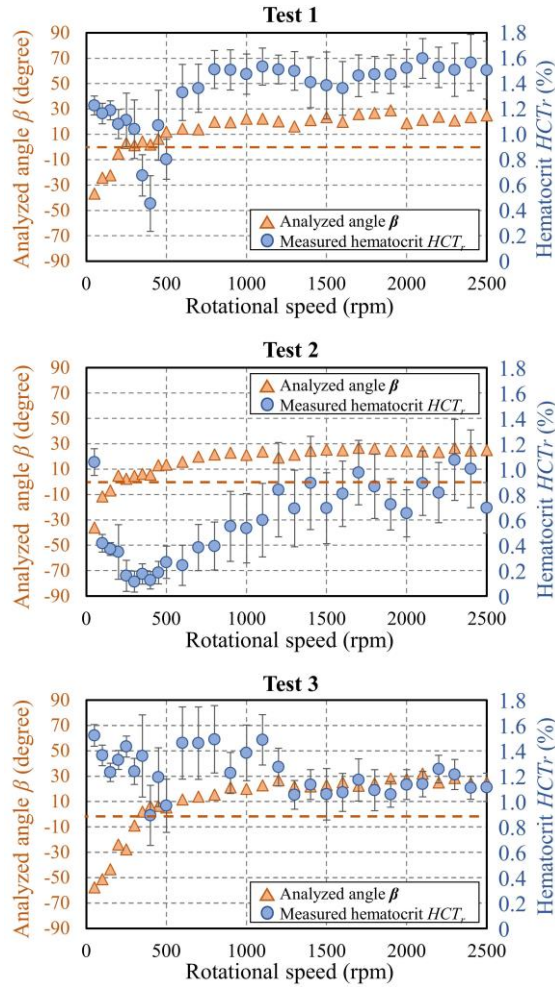 Test 1
Analyzed angle β (degree)
90
70
50
30
10
-10
-30
-50
-70
-90
1.8
1.6
1.4
1.2
1.0
0.8
0.6
0.4
0.2
0
Hematocrit HCTr (%)
Analyzed angle β
Measured hematocrit HCTr
0 500 1000 1500 2000 2500
Rotational speed (rpm)
Test 2
Analyzed angle β (degree)
90
70
50
30
10
-10
-30
-50
-70
-90
1.8
1.6
1.4
1.2
1.0
0.8
0.6
0.4
0.2
0
Hematocrit HCTr (%)
Analyzed angle β
Measured hematocrit HCTr
0 500 1000 1500 2000 2500
Rotational speed (rpm)
Test 3
Analyzed angle β (degree)
90
70
50
30
10
-10
-30
-50
-70
-90
1.8
1.6
1.4
1.2
1.0
0.8
0.6
0.4
0.2
0
Hematocrit HCTr (%)
Analyzed angle β
Measured hematocrit HCTr
0 500 1000 1500 2000 2500
Rotational speed (rpm)